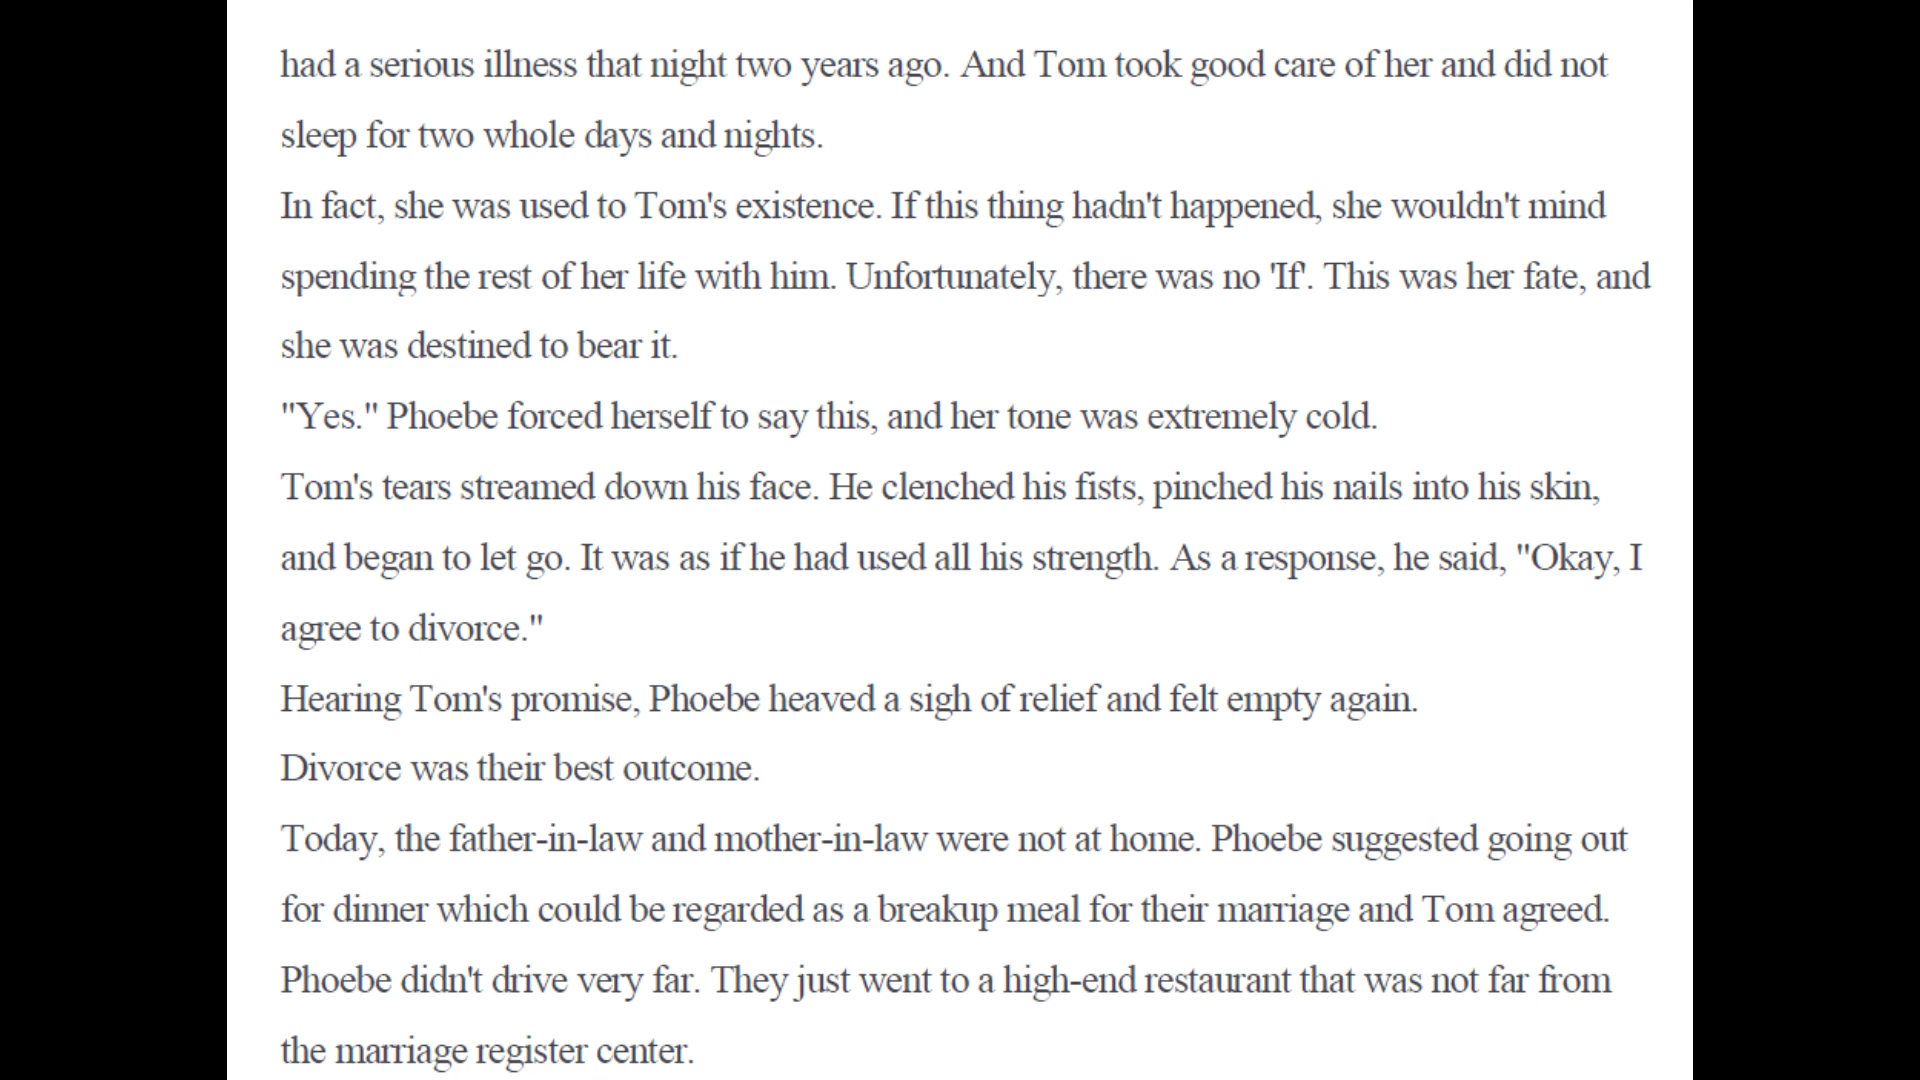 had a serious illness that night two years ago. And Tom took good care of her and did not
sleep for two whole days and nights.
In fact, she was used to Tom's existence. If this thing hadn't happened, she wouldn't mind
spending the rest of her life with him. Unfortunately, there was no 'If'. This was her fate, and
she was destined to bear it.
"Yes." Phoebe forced herself to say this, and her tone was extremely cold.
Tom's tears streamed down his face. He clenched his fists, pinched his nails into his skin,
and began to let go. It was as if he had used all his strength. As a response, he said, "Okay, I
agree to divorce."
Hearing Tom's promise, Phoebe heaved a sigh of relief and felt empty again.
Divorce was their best outcome.
Today, the father-in-law and mother-in-law were not at home. Phoebe suggested going out
for dinner which could be regarded as a breakup meal for their marriage and Tom agreed.
Phoebe didn't drive very far. They just went to a high-end restaurant that was not far from
the marriage register center.